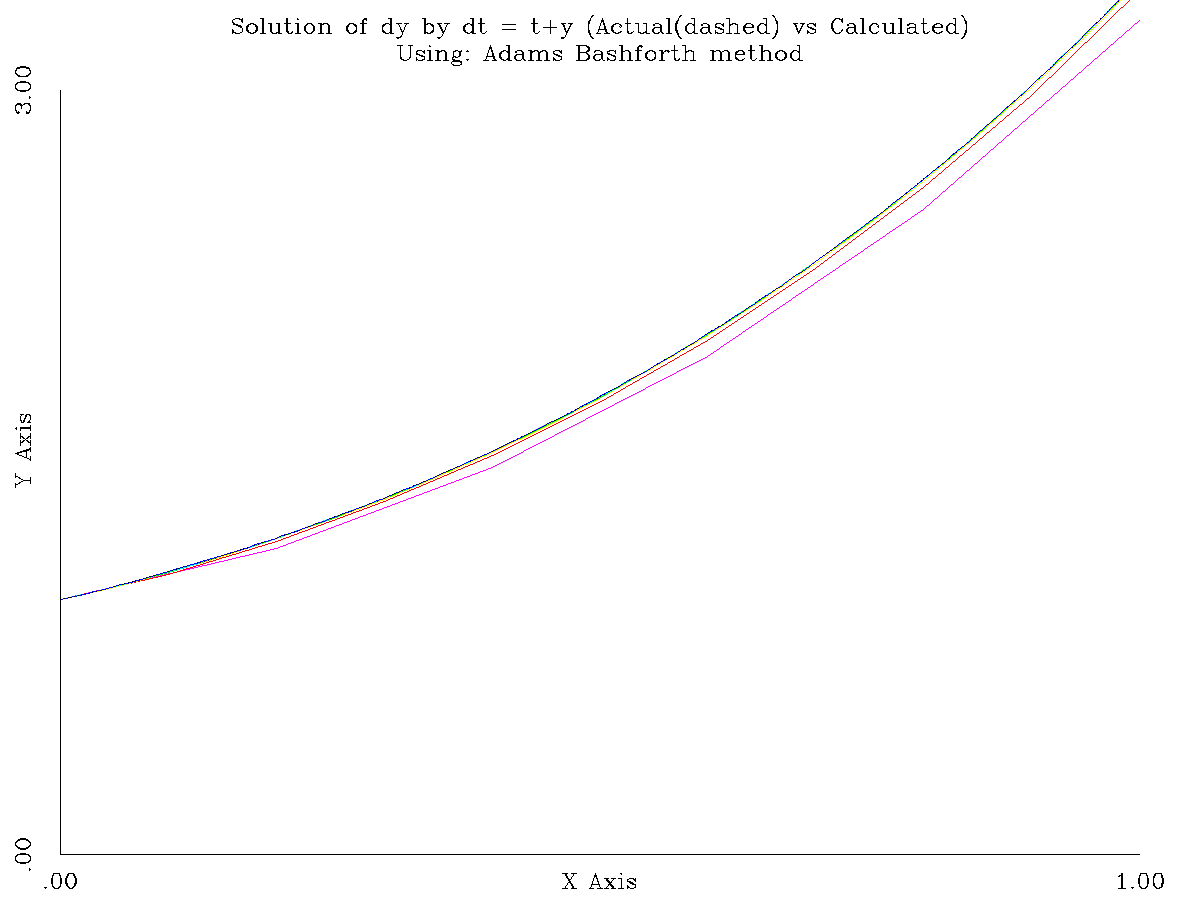 Solution of dy by dt = t+y (Actual(dashed) vs Calculated)
Using: Adams Bashforth method
3.00
Y Axis
.00
.00
X Axis
1.00